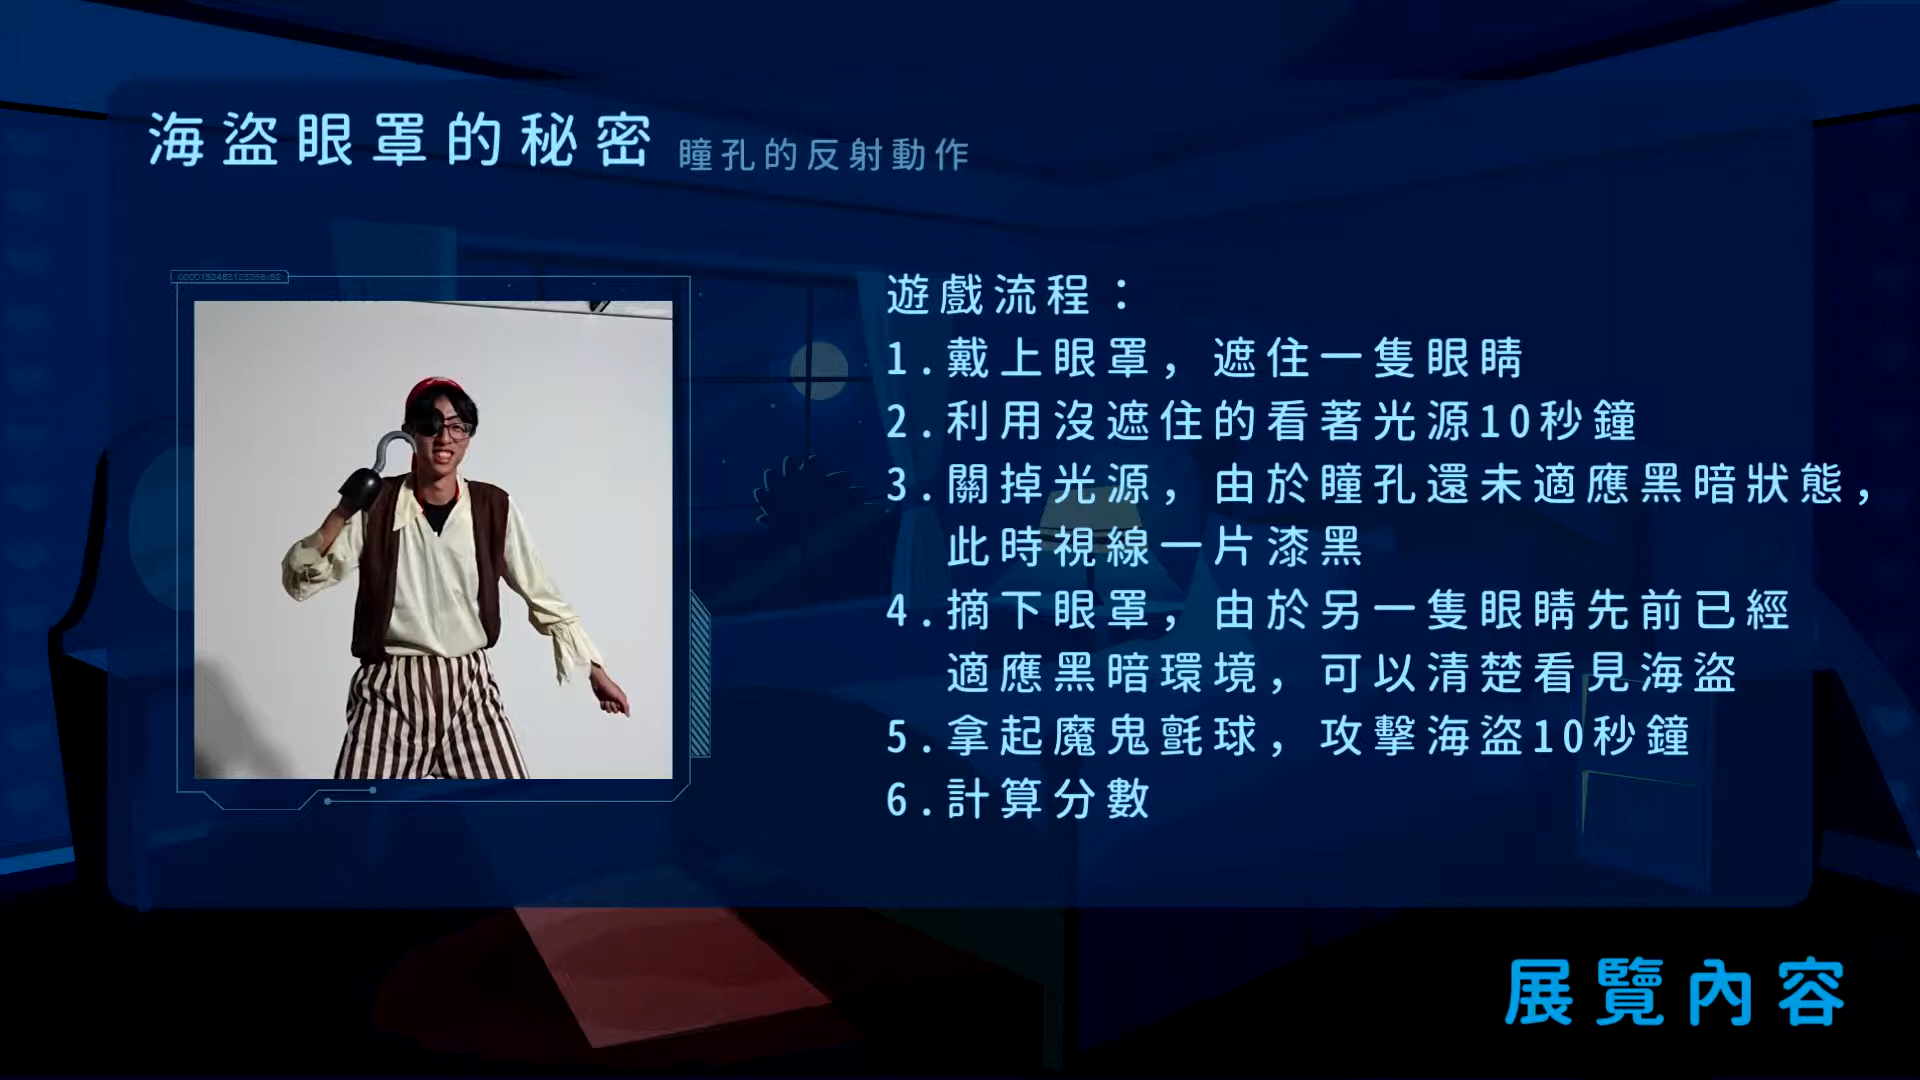 海盜眼罩的秘密 瞳孔的反射動作
遊戲流程：
1.戴上眼罩，遮住一隻眼睛
2.利用沒遮住的看著光源10秒鐘
3.關掉光源，由於瞳孔還未適應黑暗狀態，
此時視線一片漆黑
4.摘下眼罩，由於另一隻眼睛先前已經
適應黑暗環境，可以清楚看見海盜
5.拿起魔鬼氈球，攻擊海盜10秒鐘
6.計算分數
展覽內容